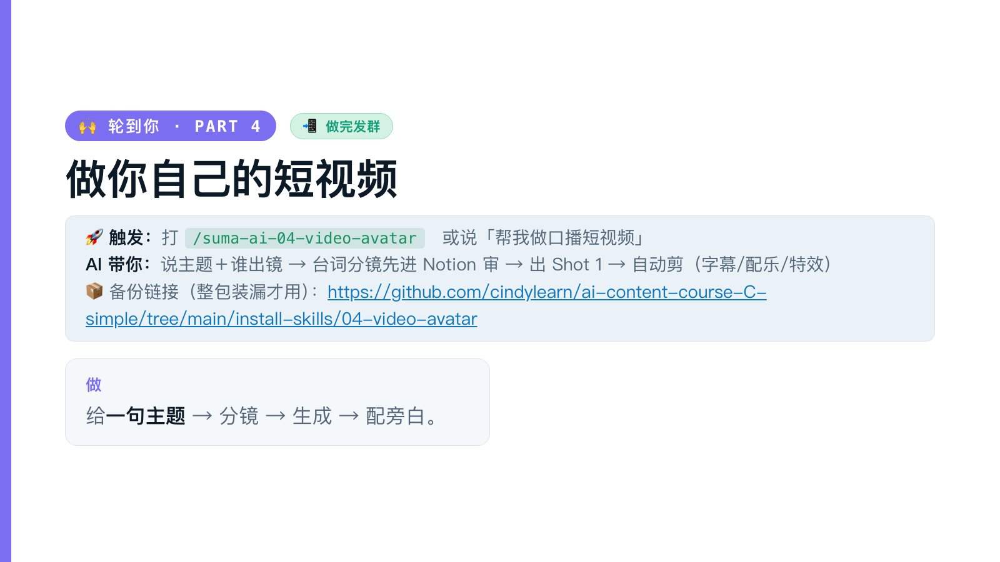 🙌 轮到你 · PART 4
📲 做完发群
做你自己的短视频
🚀 触发：打 /suma-ai-04-video-avatar 或说「帮我做口播短视频」
AI 带你：说主题＋谁出镜 → 台词分镜先进 Notion 审 → 出 Shot 1 → 自动剪（字幕/配乐/特效）
📦 备份链接（整包装漏才用）：https://github.com/cindylearn/ai-content-course-C-
simple/tree/main/install-skills/04-video-avatar
做
给一句主题 → 分镜 → 生成 → 配旁白。